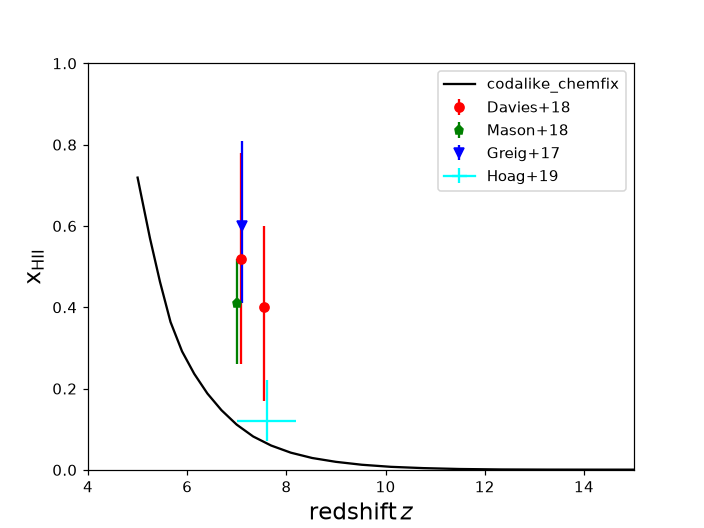 1.0
0.8
0.6
0.4
0.2
0.0
4
6
8
10
12
14
xHII
redshift z
codalike_chemfix
Davies+18
Mason+18
Greig+17
Hoag+19